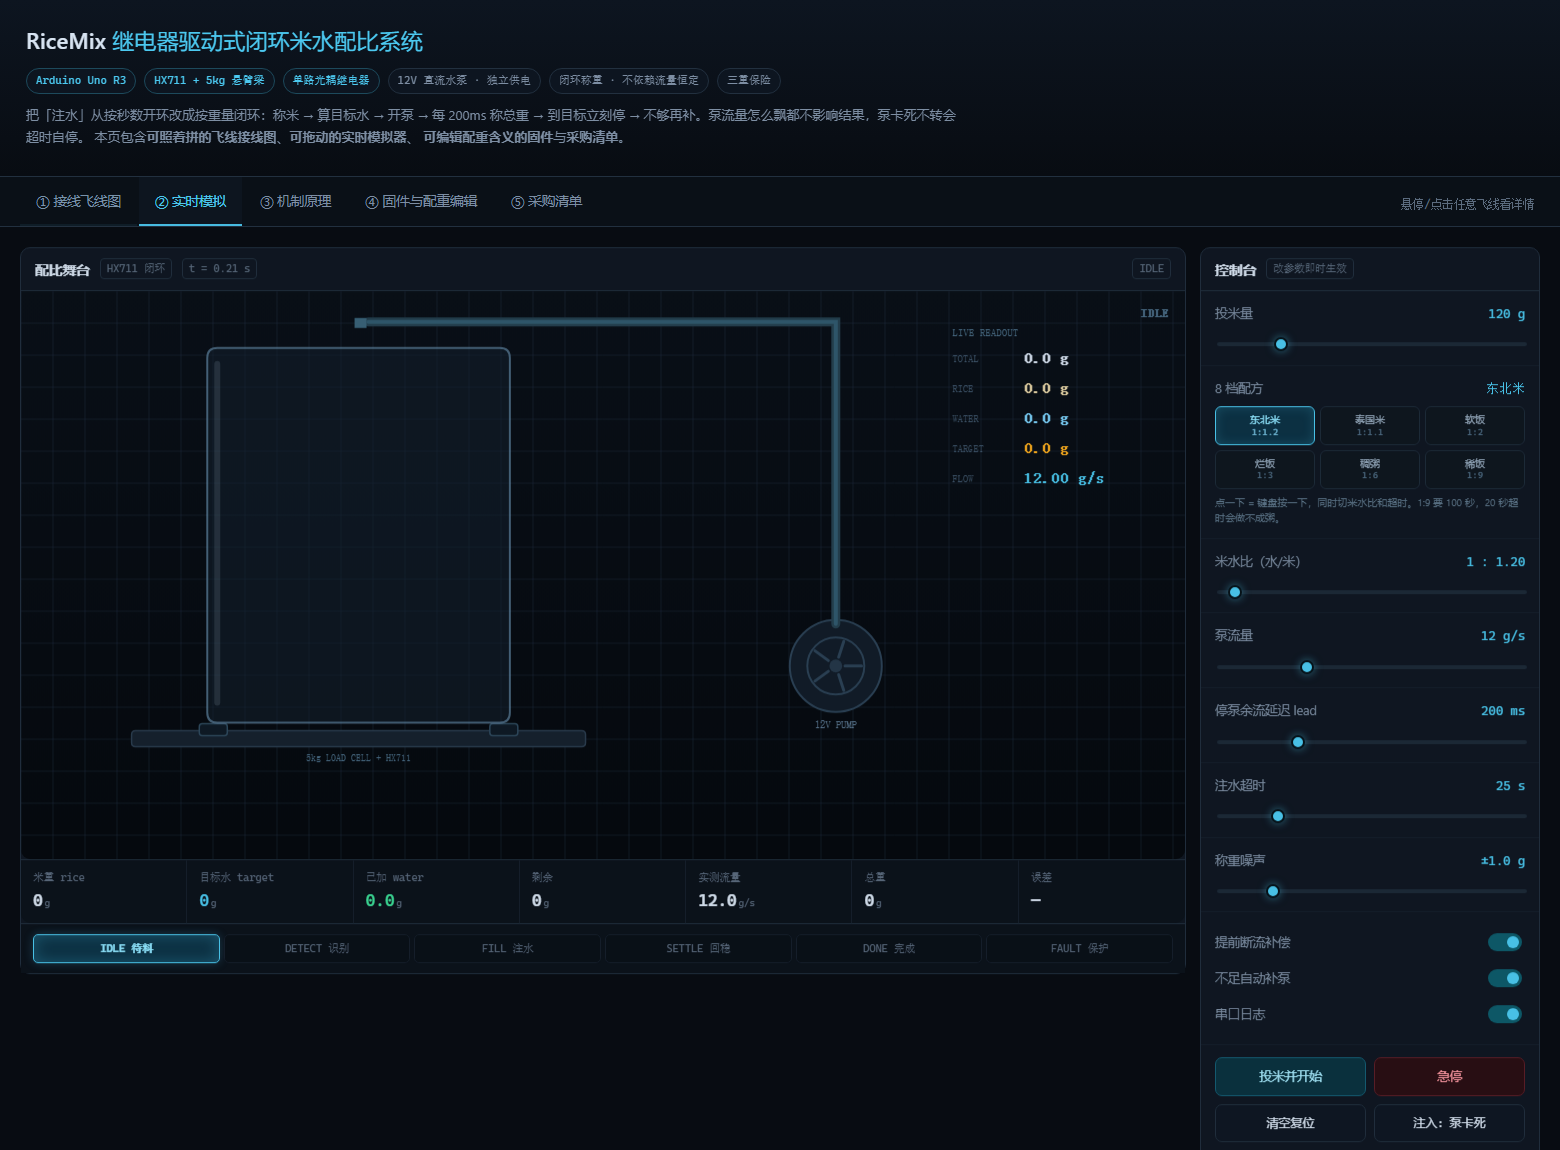 RiceMix 继电器驱动式闭环米水配比系统
Arduino Uno R3
HX711 + 5kg 悬臂梁
单路光耦继电器
12V 直流水泵 · 独立供电
闭环称重 · 不依赖流量恒定
三重保险
把「注水」从按秒数开环改成按重量闭环：称米 → 算目标水 → 开泵 → 每 200ms 称总重 → 到目标立刻停 → 不够再补。泵流量怎么飘都不影响结果，泵卡死不转会
超时自停。 本页包含可照着拼的飞线接线图、可拖动的实时模拟器、 可编辑配重含义的固件与采购清单。
① 接线飞线图
② 实时模拟
③ 机制原理
④ 固件与配重编辑
⑤ 采购清单
悬停/点击任意飞线看详情
配比舞台
HX711 闭环
t = 0.21 s
IDLE
IDLE
LIVE READOUT
TOTAL 0.0 g
RICE 0.0 g
WATER 0.0 g
TARGET 0.0 g
FLOW 12.00 g/s
12V PUMP
5kg LOAD CELL + HX711
米重 rice
0g
目标水 target
0g
已加 water
0.0g
剩余
0g
实测流量
12.0g/s
总重
0g
误差
—
IDLE 待料
DETECT 识别
FILL 注水
SETTLE 回稳
DONE 完成
FAULT 保护
控制台
改参数即时生效
投米量 120 g
8 档配方 东北米
东北米
1:1.2
泰国米
1:1.1
软饭
1:2
烂饭
1:3
稠粥
1:6
稀饭
1:9
点一下 = 键盘按一下，同时切米水比和超时。1:9 要 100 秒，20 秒超
时会做不成粥。
米水比（水/米） 1 : 1.20
泵流量 12 g/s
停泵余流延迟 lead 200 ms
注水超时 25 s
称重噪声 ±1.0 g
提前断流补偿
不足自动补泵
串口日志
投米并开始
急停
清空复位
注入：泵卡死